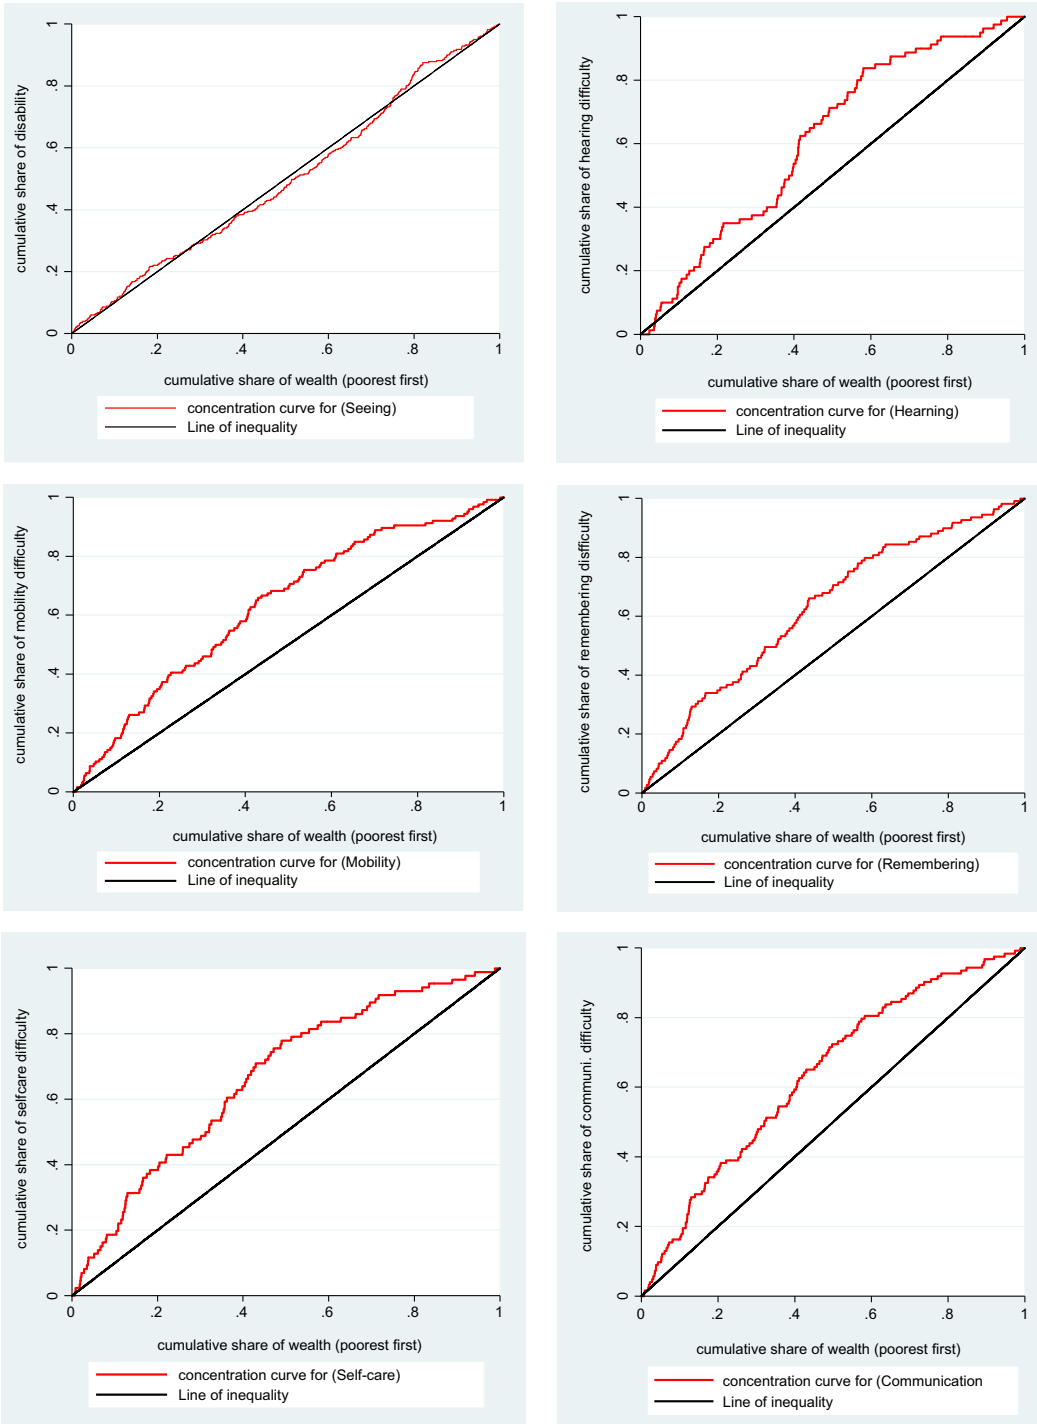 cumulative share of disability
1
.8
.6
.4
.2
0
0 .2 .4 .6 .8 1
cumulative share of wealth (poorest first)
concentration curve for (Seeing)
Line of inequality
cumulative share of hearing difficulty
1
.8
.6
.4
.2
0
0 .2 .4 .6 .8 1
cumulative share of wealth (poorest first)
concentration curve for (Hearning)
Line of inequality
cumulative share of mobility difficulty
1
.8
.6
.4
.2
0
0 .2 .4 .6 .8 1
cumulative share of wealth (poorest first)
concentration curve for (Mobility)
Line of inequality
cumulative share of remembering disfficulty
1
.8
.6
.4
.2
0
0 .2 .4 .6 .8 1
cumulative share of wealth (poorest first)
concentration curve for (Remembering)
Line of inequality
cumulative share of selfcare difficulty
1
.8
.6
.4
.2
0
0 .2 .4 .6 .8 1
cumulative share of wealth (poorest first)
concentration curve for (Self-care)
Line of inequality
cumulative share of communi. difficulty
1
.8
.6
.4
.2
0
0 .2 .4 .6 .8 1
cumulative share of wealth (poorest first)
concentration curve for (Communication
Line of inequality